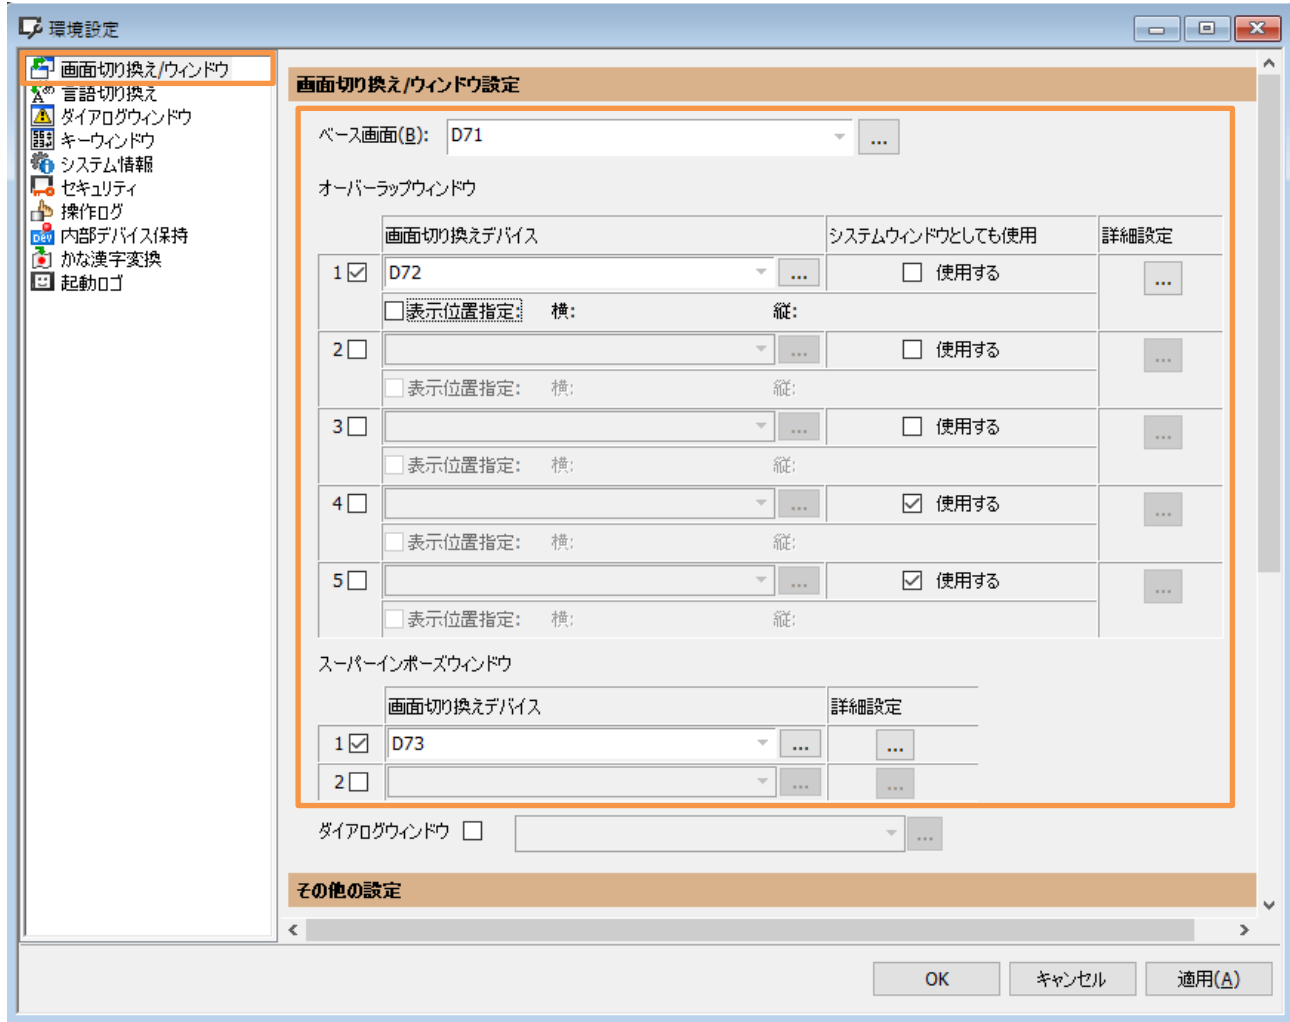 環境設定
画面切り換え/ウィンドウ
言語切り換え
ダイアログウィンドウ
キーウィンドウ
システム情報
セキュリティ
操作ログ
内部デバイス保持
かな漢字変換
起動ロゴ
画面切り換え/ウィンドウ設定
ベース画面(B): D71 ...
オーバーラップウィンドウ
画面切り換えデバイス システムウィンドウとしても使用 詳細設定
1 D72 ... 使用する ...
表示位置指定: 横: 縦:
2 ... 使用する ...
表示位置指定: 横: 縦:
3 ... 使用する ...
表示位置指定: 横: 縦:
4 ... 使用する ...
表示位置指定: 横: 縦:
5 ... 使用する ...
表示位置指定: 横: 縦:
スーパーインポーズウィンドウ
画面切り換えデバイス 詳細設定
1 D73 ... ...
2 ... ...
ダイアログウィンドウ ...
その他の設定
OK キャンセル 適用(A)